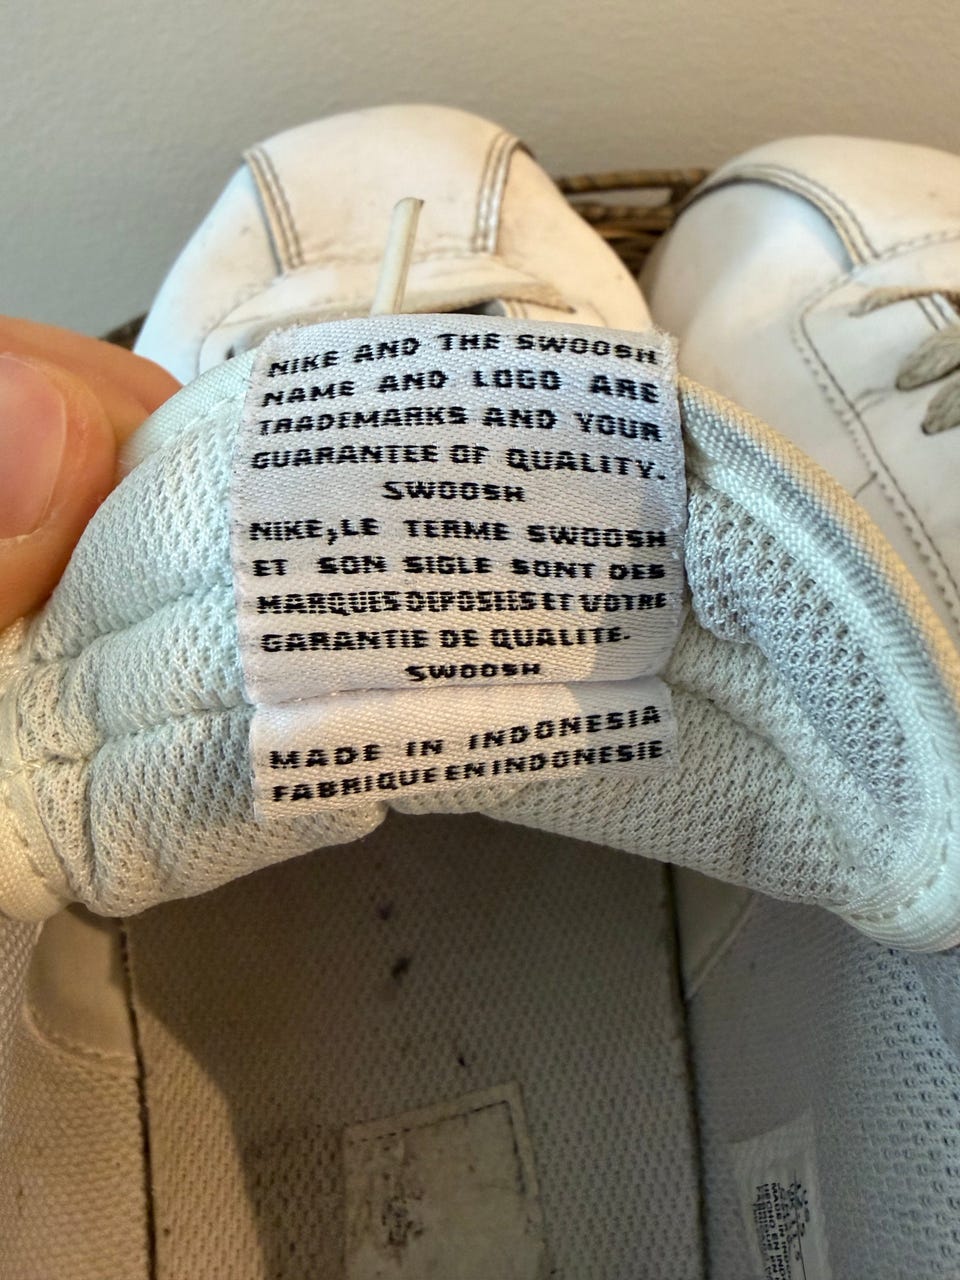 NIKE AND THE SWOOSH
NAME AND LOGO ARE
TRADEMARKS AND YOUR
GUARANTEE OF QUALITY.
SWOOSH
NIKE,LE TERME SWOOSH
ET SON SIGLE SONT DES
MARQUES DEPOSEES ET VOTRE
GARANTIE DE QUALITE.
SWOOSH
MADE IN INDONESIA
FABRIQUE EN INDONESIE